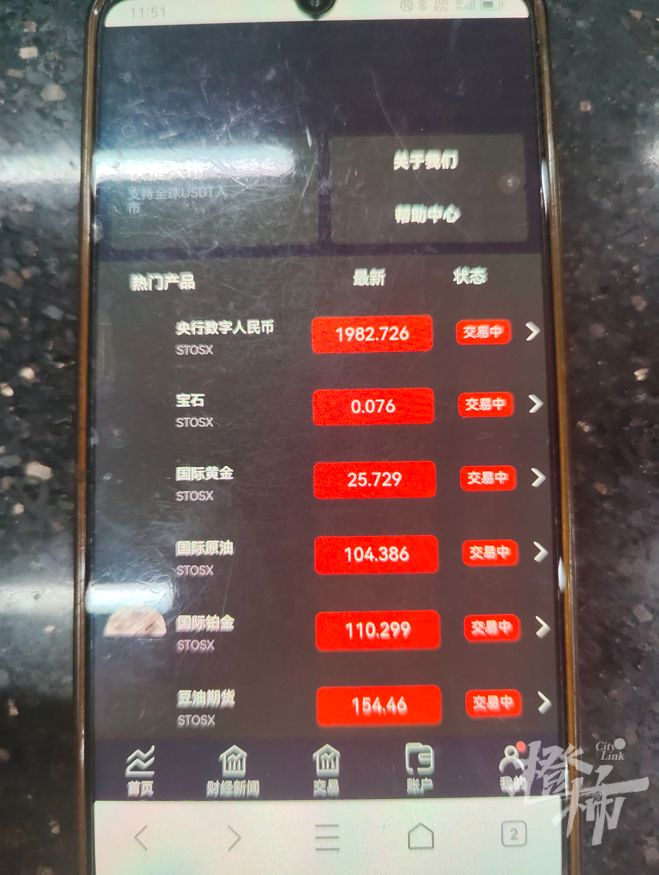 11:51
关于我们
支持全球USDT入
币
帮助中心
热门产品 最新 状态
央行数字人民币 1982.726 交易中
STOSX
宝石 0.076 交易中
STOSX
国际黄金 25.729 交易中
STOSX
国际原油 104.386 交易中
STOSX
国际铂金 110.299 交易中
STOSX
豆油期货 154.46 交易中
STOSX
首页 财经新闻 交易 账户 我的
2
橙柿
City
Link